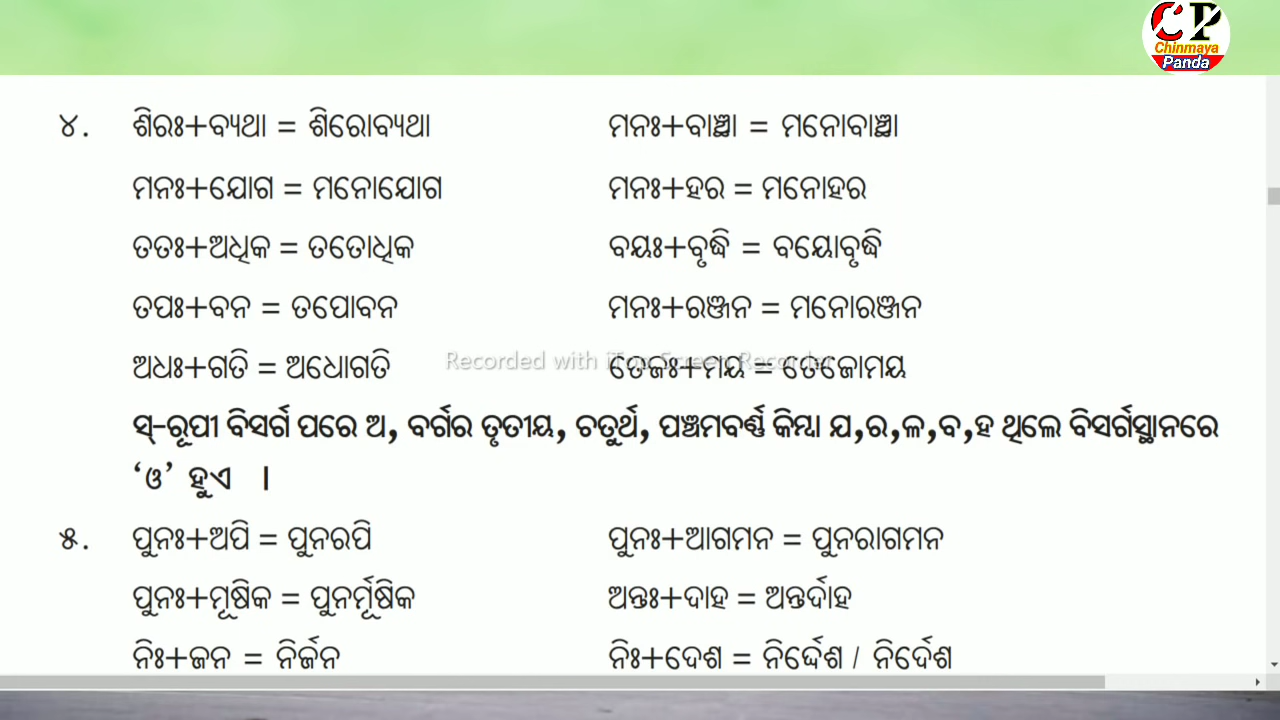 CP
Chinmaya
Panda
୪. ଶିରଃ+ବ୍ୟଥା = ଶିରୋବ୍ୟଥା ମନଃ+ବାଞ୍ଛା = ମନୋବାଞ୍ଛା
ମନଃ+ଯୋଗ = ମନୋଯୋଗ ମନଃ+ହର = ମନୋହର
ତତଃ+ଅଧିକ = ତତୋଧିକ ବୟଃ+ବୃଦ୍ଧି = ବୟୋବୃଦ୍ଧି
ତପଃ+ବନ = ତପୋବନ ମନଃ+ରଞ୍ଜନ = ମନୋରଞ୍ଜନ
ଅଧଃ+ଗତି = ଅଧୋଗତି ତେଜଃ+ମୟ = ତେଜୋମୟ
Recorded with iTop Screen Recorder
ସ୍-ରୂପୀ ବିସର୍ଗ ପରେ ଅ, ବର୍ଗର ତୃତୀୟ, ଚତୁର୍ଥ, ପଞ୍ଚମବର୍ଣ୍ଣ କିମ୍ବା ଯ,ର,ଳ,ବ,ହ ଥିଲେ ବିସର୍ଗସ୍ଥାନରେ
‘ଓ’ ହୁଏ ।
୫. ପୁନଃ+ଅପି = ପୁନରପି ପୁନଃ+ଆଗମନ = ପୁନରାଗମନ
ପୁନଃ+ମୂଷିକ = ପୁନର୍ମୂଷିକ ଅନ୍ତଃ+ଦାହ = ଅନ୍ତର୍ଦାହ
ନିଃ+ଜନ = ନିର୍ଜନ ନିଃ+ଦେଶ = ନିର୍ଦ୍ଦେଶ / ନିର୍ଦେଶ